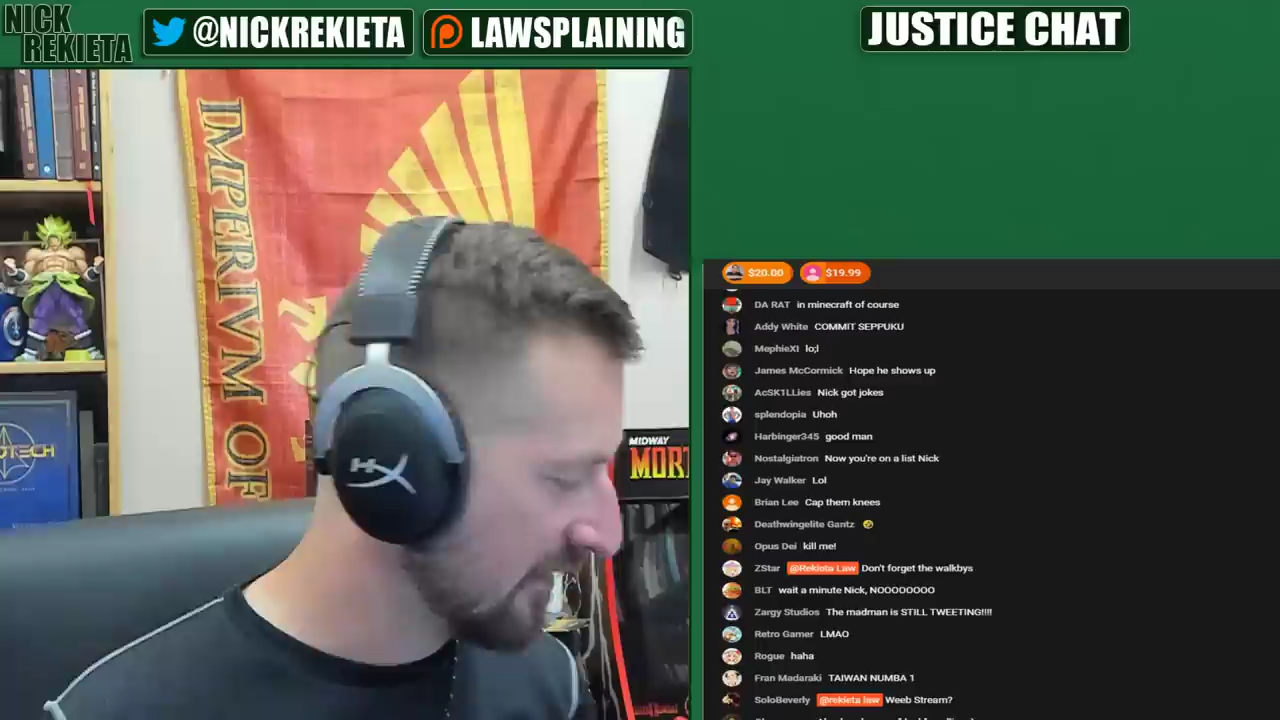 NICK
REKIETA
@NICKREKIETA
LAWSPLAINING
JUSTICE CHAT
IMPERIVM OF
MIDWAY
MORT
OTECH
HX
$20.00
$19.99
DA RAT in minecraft of course
Addy White COMMIT SEPPUKU
MephieXI lo;l
James McCormick Hope he shows up
AcSK1LLies Nick got jokes
splendopia Uhoh
Harbinger345 good man
Nostalgiatron Now you're on a list Nick
Jay Walker Lol
Brian Lee Cap them knees
Deathwingelite Gantz
Opus Dei kill me!
ZStar @Rekieta Law Don't forget the walkbys
BLT wait a minute Nick, NOOOOOOO
Zargy Studios The madman is STILL TWEETING!!!!
Retro Gamer LMAO
Rogue haha
Fran Madaraki TAIWAN NUMBA 1
SoloBeverly @rekieta law Weeb Stream?